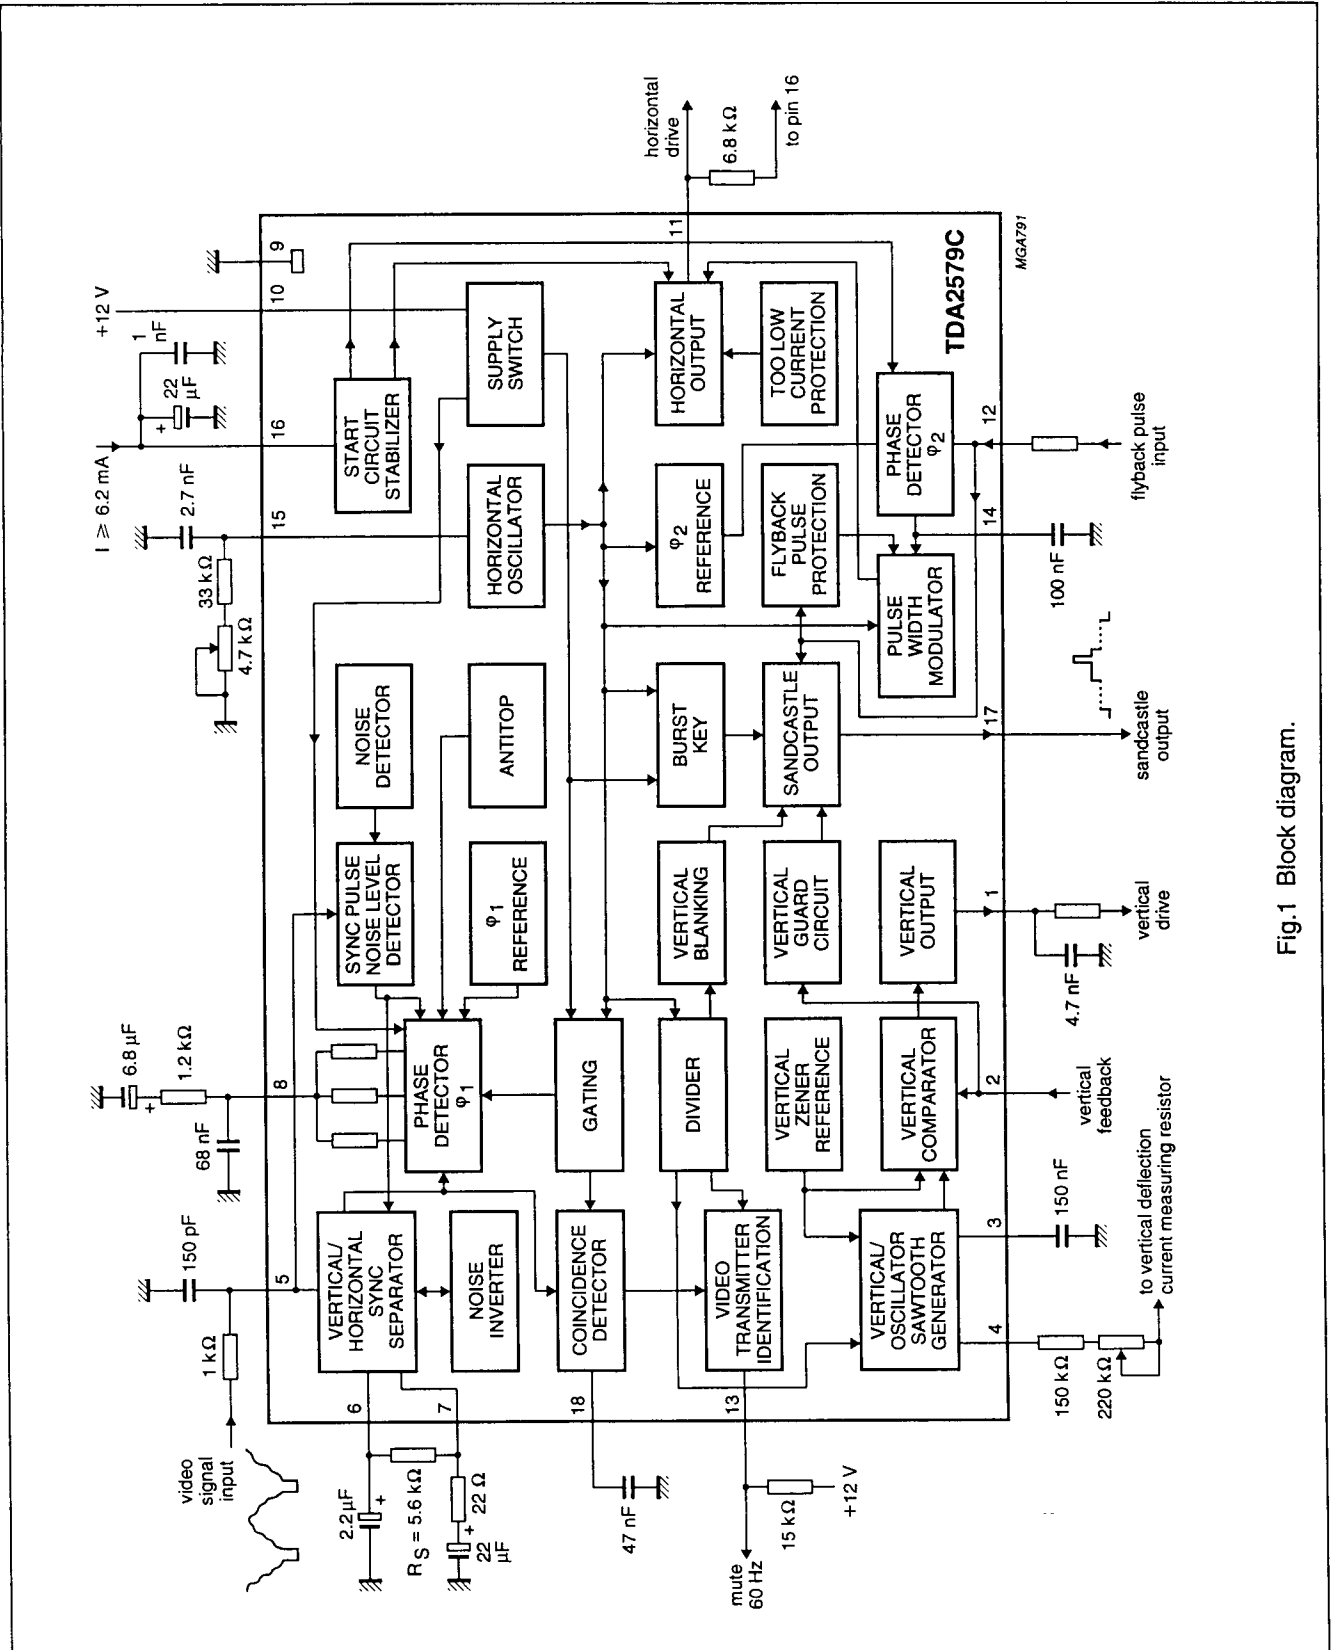 I ≥ 6.2 mA
+12 V
22
μF
+
1
nF
2.7 nF
33 kΩ
4.7 kΩ
6.8 μF
+
1.2 kΩ
68 nF
150 pF
1 kΩ
video
signal
input
5
8
15
16
10
9
VERTICAL/
HORIZONTAL
SYNC
SEPARATOR
SYNC PULSE
NOISE LEVEL
DETECTOR
NOISE
DETECTOR
START
CIRCUIT
STABILIZER
NOISE
INVERTER
PHASE
DETECTOR
φ1
φ1
REFERENCE
ANTITOP
HORIZONTAL
OSCILLATOR
SUPPLY
SWITCH
6
7
2.2 μF
+
RS = 5.6 kΩ
22 Ω
22
μF
+
COINCIDENCE
DETECTOR
GATING
18
47 nF
VIDEO
TRANSMITTER
IDENTIFICATION
DIVIDER
VERTICAL
BLANKING
BURST
KEY
φ2
REFERENCE
HORIZONTAL
OUTPUT
11
horizontal
drive
6.8 kΩ
to pin 16
13
mute
60 Hz
15 kΩ
+12 V
VERTICAL
ZENER
REFERENCE
VERTICAL
GUARD
CIRCUIT
SANDCASTLE
OUTPUT
FLYBACK
PULSE
PROTECTION
TOO LOW
CURRENT
PROTECTION
VERTICAL/
OSCILLATOR
SAWTOOTH
GENERATOR
VERTICAL
COMPARATOR
VERTICAL
OUTPUT
PULSE
WIDTH
MODULATOR
PHASE
DETECTOR
φ2
TDA2579C
4
3
2
1
17
14
12
MGA791
150 kΩ
220 kΩ
150 nF
to vertical deflection
current measuring resistor
vertical
feedback
4.7 nF
vertical
drive
sandcastle
output
100 nF
flyback pulse
input
Fig.1 Block diagram.